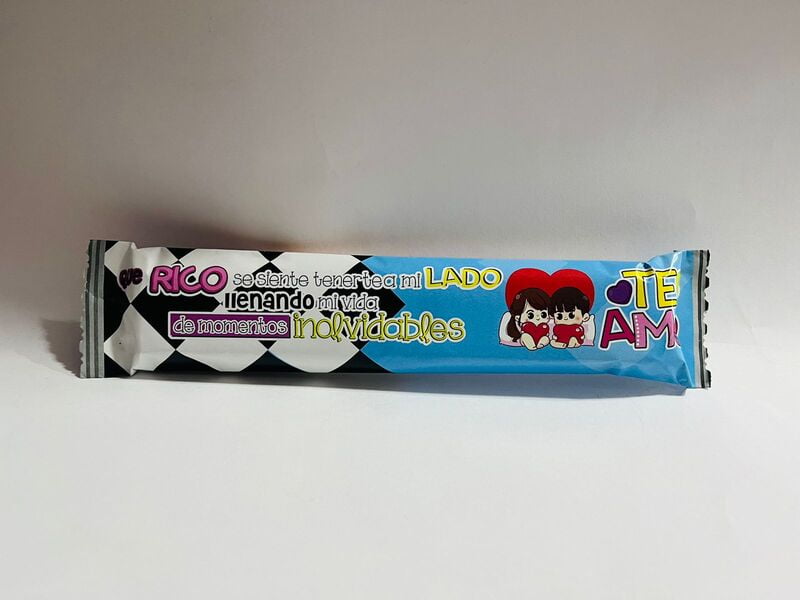 que RICO se siente tenerte a mi LADO
llenando mi vida
de momentos inolvidables
TE
AMO